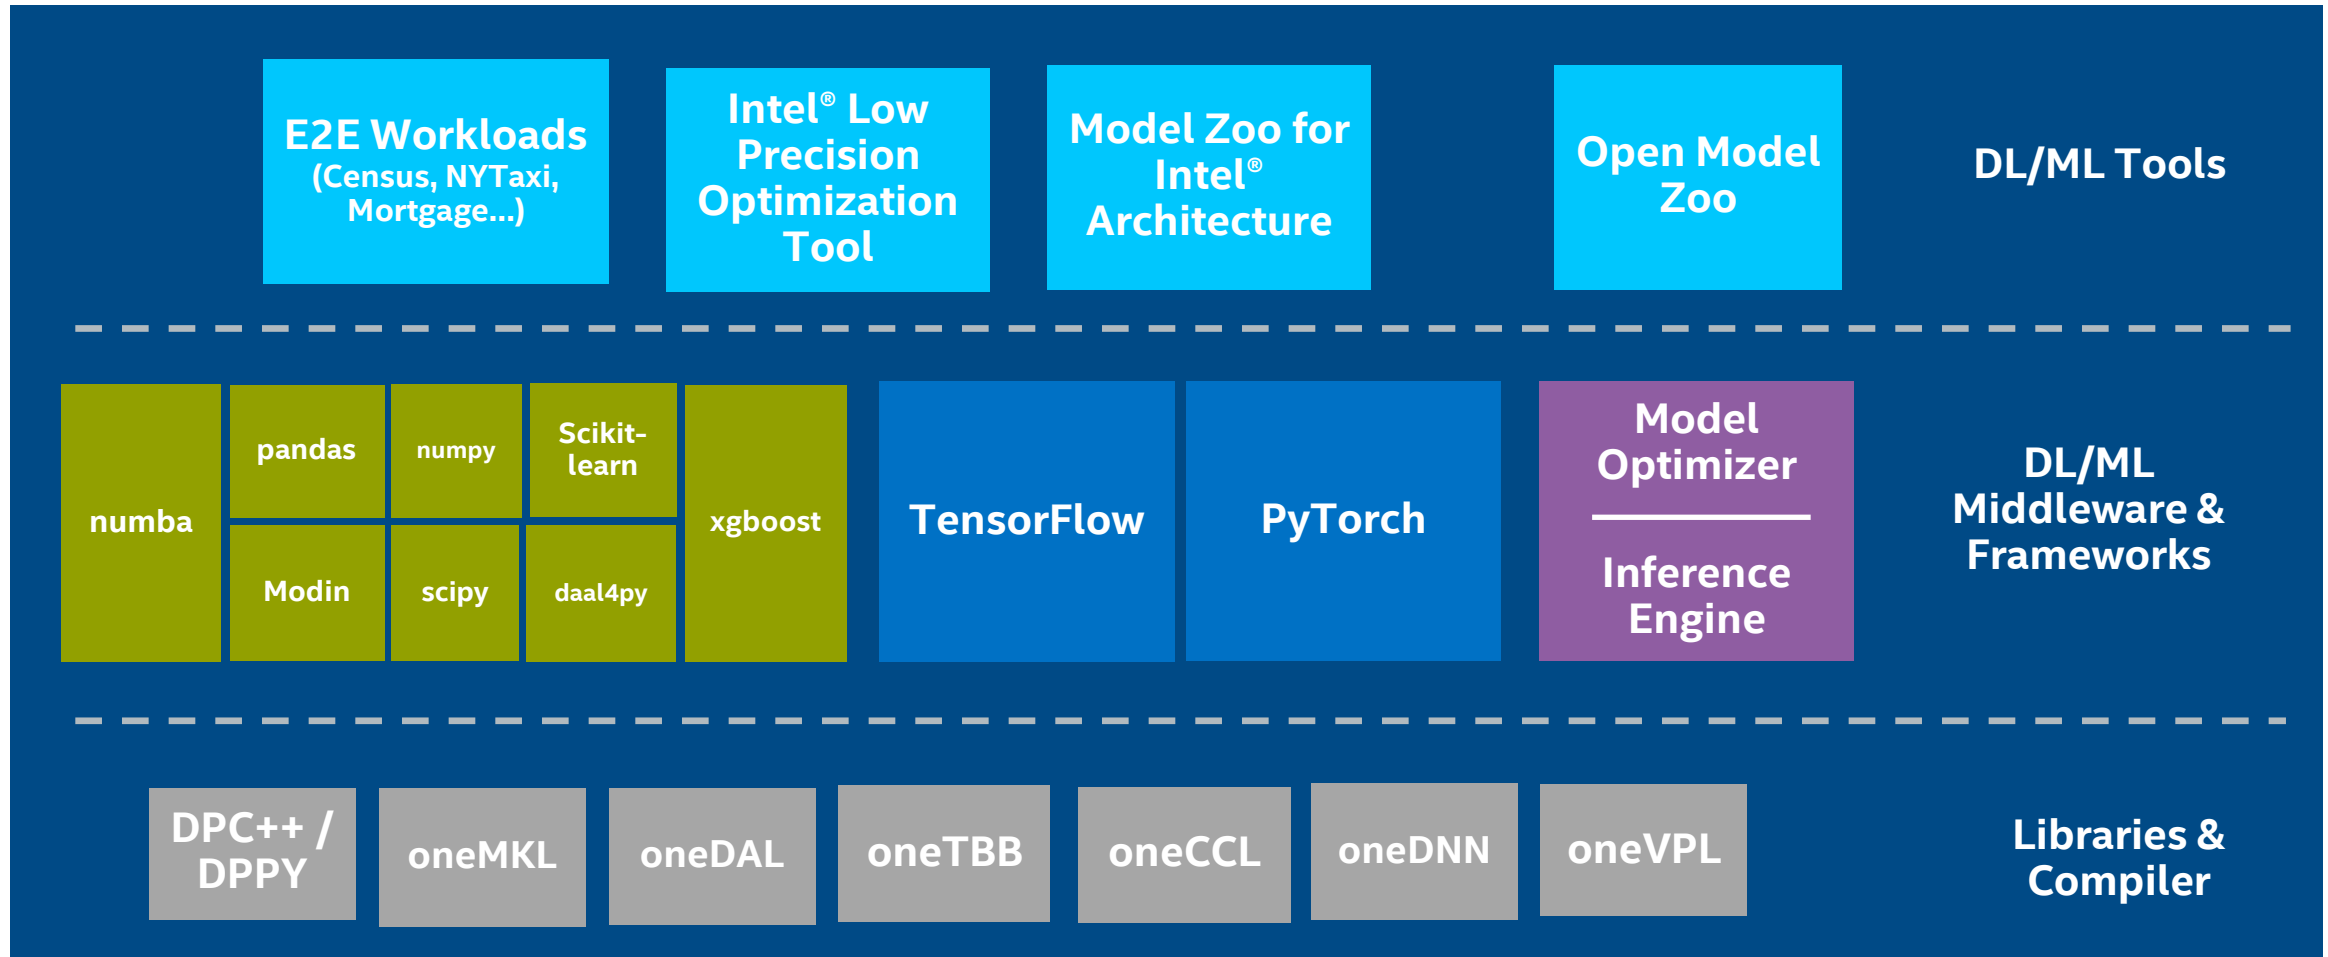 E2E Workloads
(Census, NYTaxi,
Mortgage...)
Intel® Low
Precision
Optimization
Tool
Model Zoo for
Intel®
Architecture
Open Model
Zoo
DL/ML Tools
numba
pandas
numpy
Scikit-
learn
Modin
scipy
daal4py
xgboost
TensorFlow
PyTorch
Model
Optimizer
Inference
Engine
DL/ML
Middleware &
Frameworks
DPC++ /
DPPY
oneMKL
oneDAL
oneTBB
oneCCL
oneDNN
oneVPL
Libraries &
Compiler